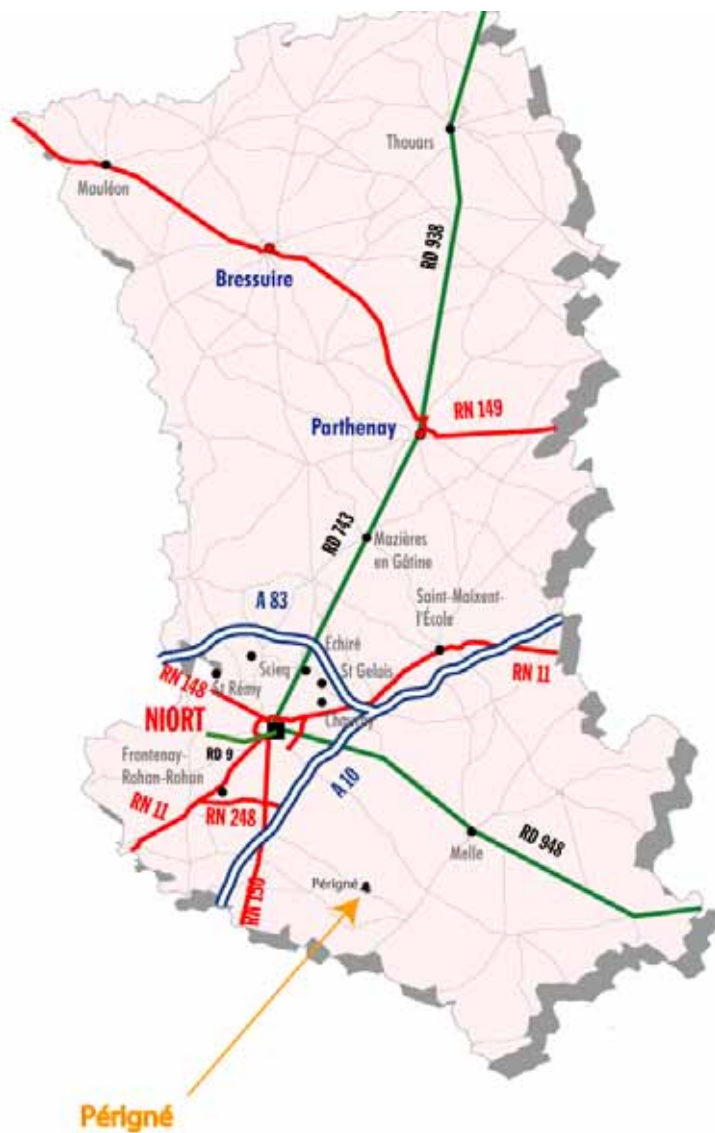 Thouars
Mauléon
RD 938
Bressuire
RN 149
Parthenay
RD 743
Mazières
en Gâtine
Saint-Maixent-
l'École
A 83
Echiré
Sciecq
St Gelais
RN 11
RN 148
St Rémy
Chauray
NIORT
RD 9
Frontenay-
Rohan-Rohan
A 10
RN 11
RN 248
RD 948
Melle
Périgné
RN 150
Périgné